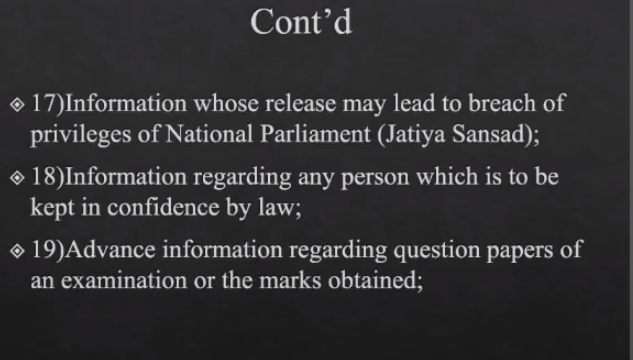 Cont’d
17)Information whose release may lead to breach of
privileges of National Parliament (Jatiya Sansad);
18)Information regarding any person which is to be
kept in confidence by law;
19)Advance information regarding question papers of
an examination or the marks obtained;